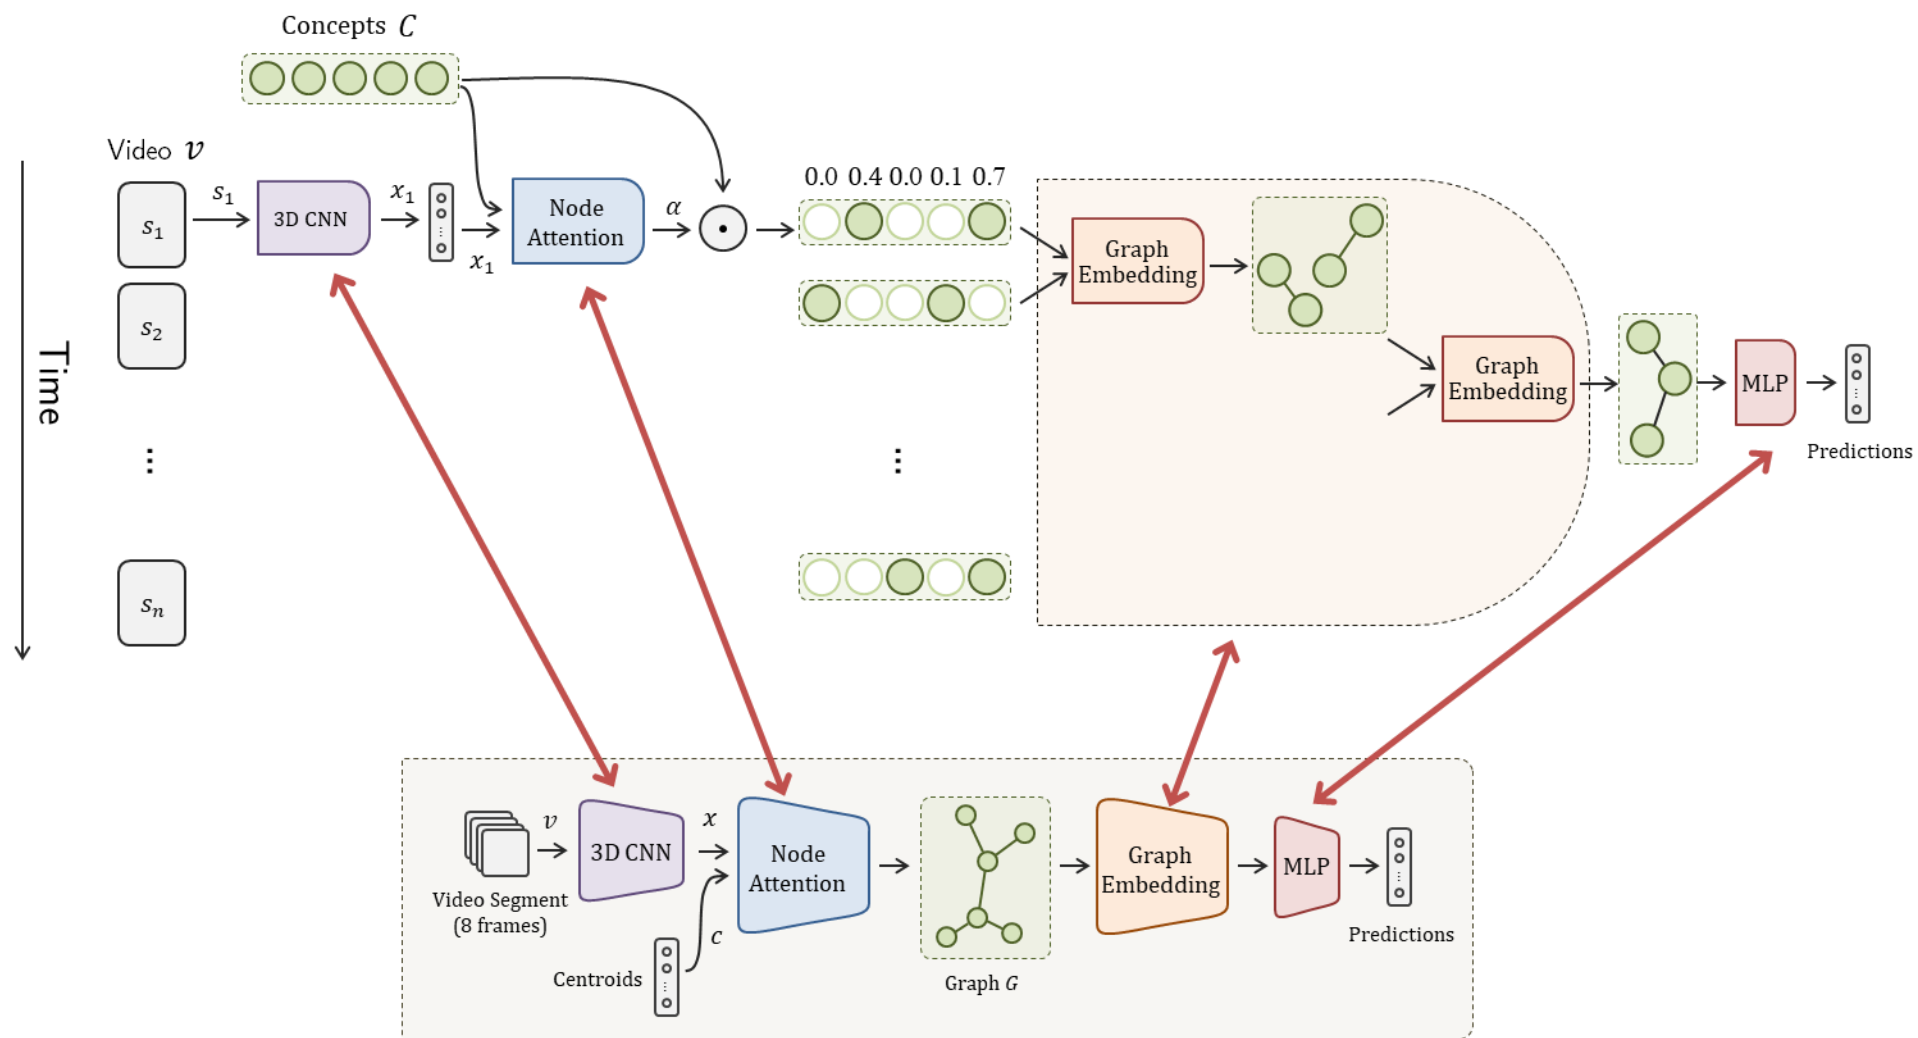 Concepts C
Video v
Time
s₁
s₁
3D CNN
x₁
x₁
Node
Attention
α
0.0 0.4 0.0 0.1 0.7
Graph
Embedding
s₂
Graph
Embedding
MLP
Predictions
...
...
sₙ
v
3D CNN
x
Node
Attention
Graph
Embedding
MLP
Video Segment
(8 frames)
c
Centroids
Graph G
Predictions